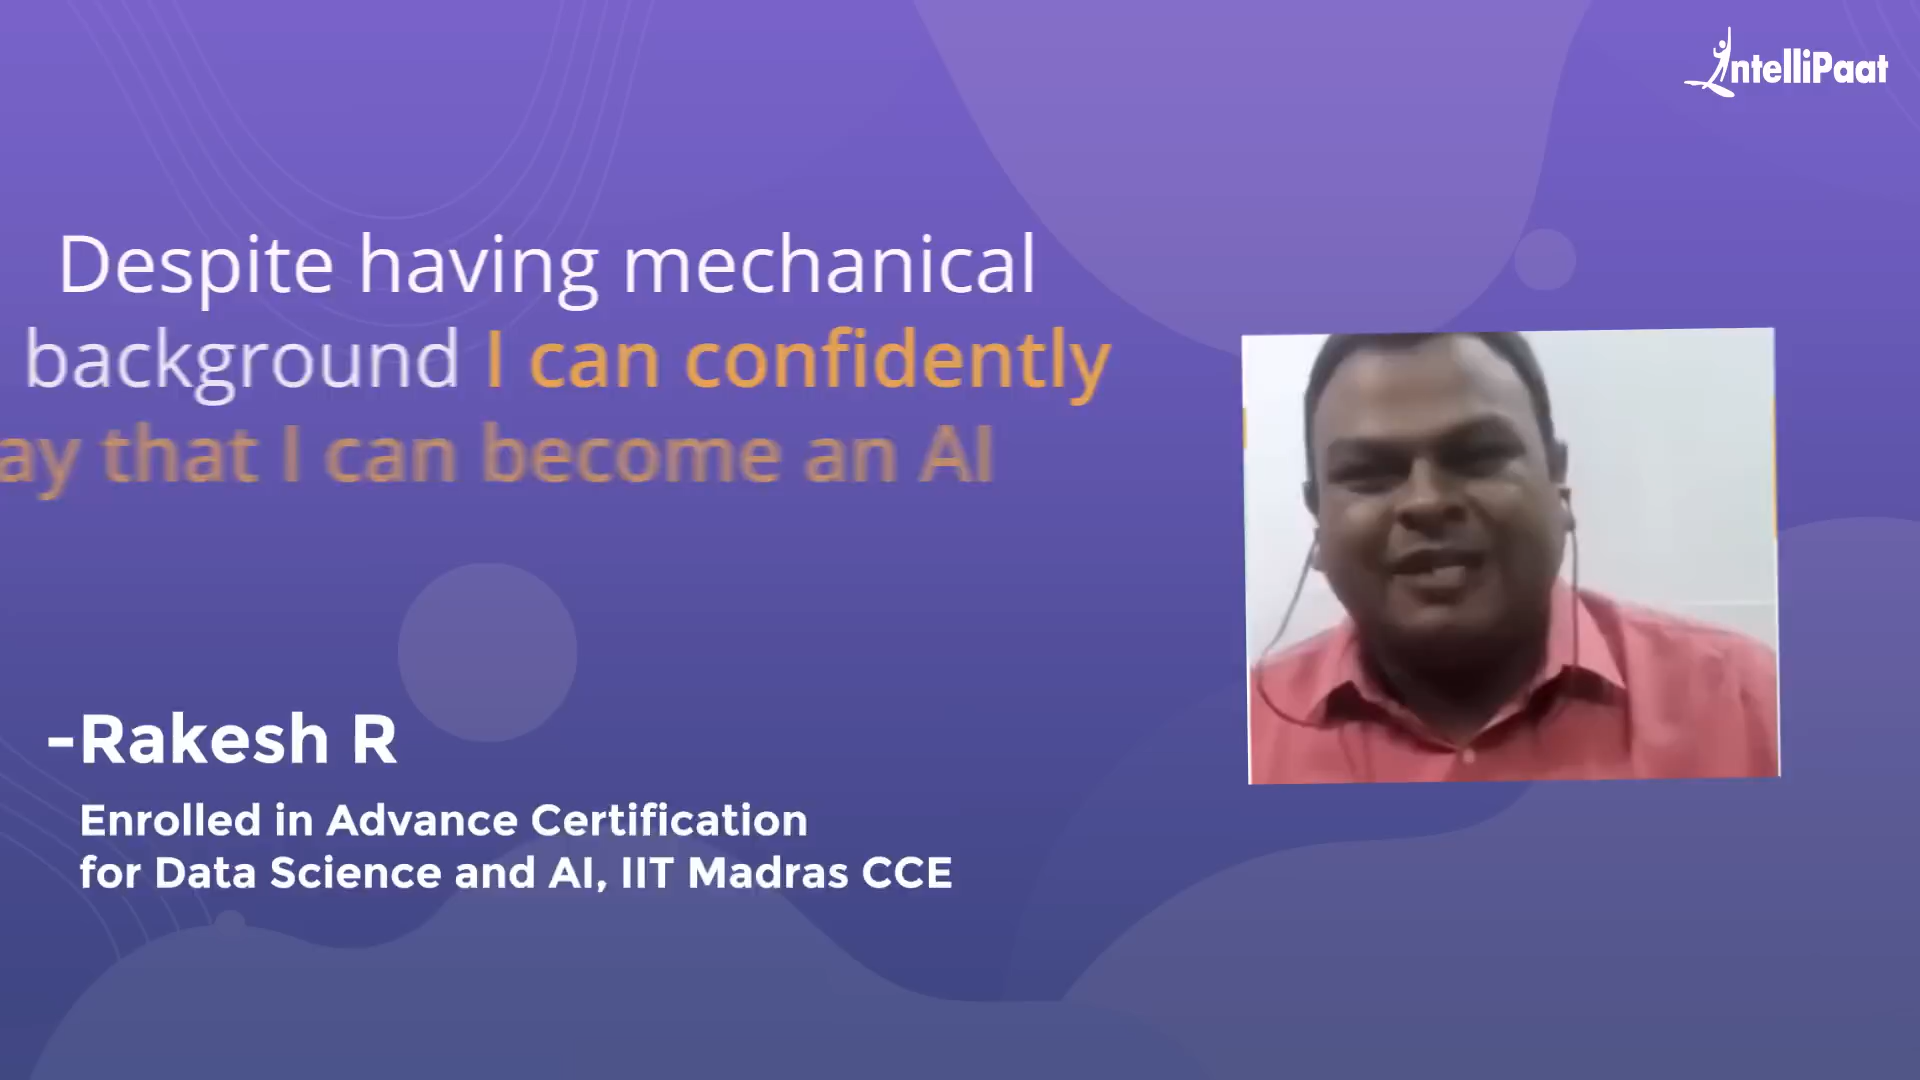 IntelliPaat
Despite having mechanical
background I can confidently
ay that I can become an AI
-Rakesh R
Enrolled in Advance Certification
for Data Science and AI, IIT Madras CCE